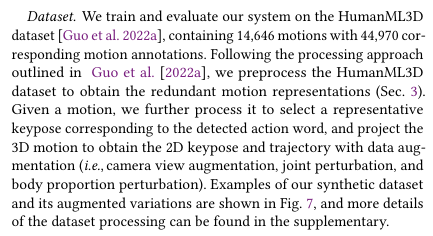 Dataset. We train and evaluate our system on the HumanML3D
dataset [Guo et al. 2022a], containing 14,646 motions with 44,970 cor-
responding motion annotations. Following the processing approach
outlined in Guo et al. [2022a], we preprocess the HumanML3D
dataset to obtain the redundant motion representations (Sec. 3).
Given a motion, we further process it to select a representative
keypose corresponding to the detected action word, and project the
3D motion to obtain the 2D keypose and trajectory with data aug-
mentation (i.e., camera view augmentation, joint perturbation, and
body proportion perturbation). Examples of our synthetic dataset
and its augmented variations are shown in Fig. 7, and more details
of the dataset processing can be found in the supplementary.